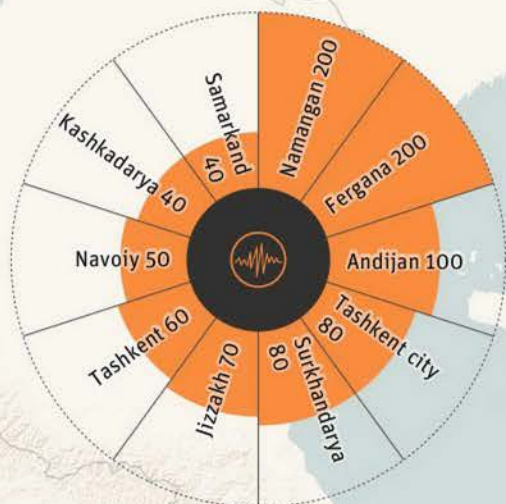 Namangan 200
Fergana 200
Andijan 100
Tashkent city
80
Surkhandarya
80
Jizzakh 70
Tashkent 60
Navoiy 50
Kashkadarya 40
Samarkand
40